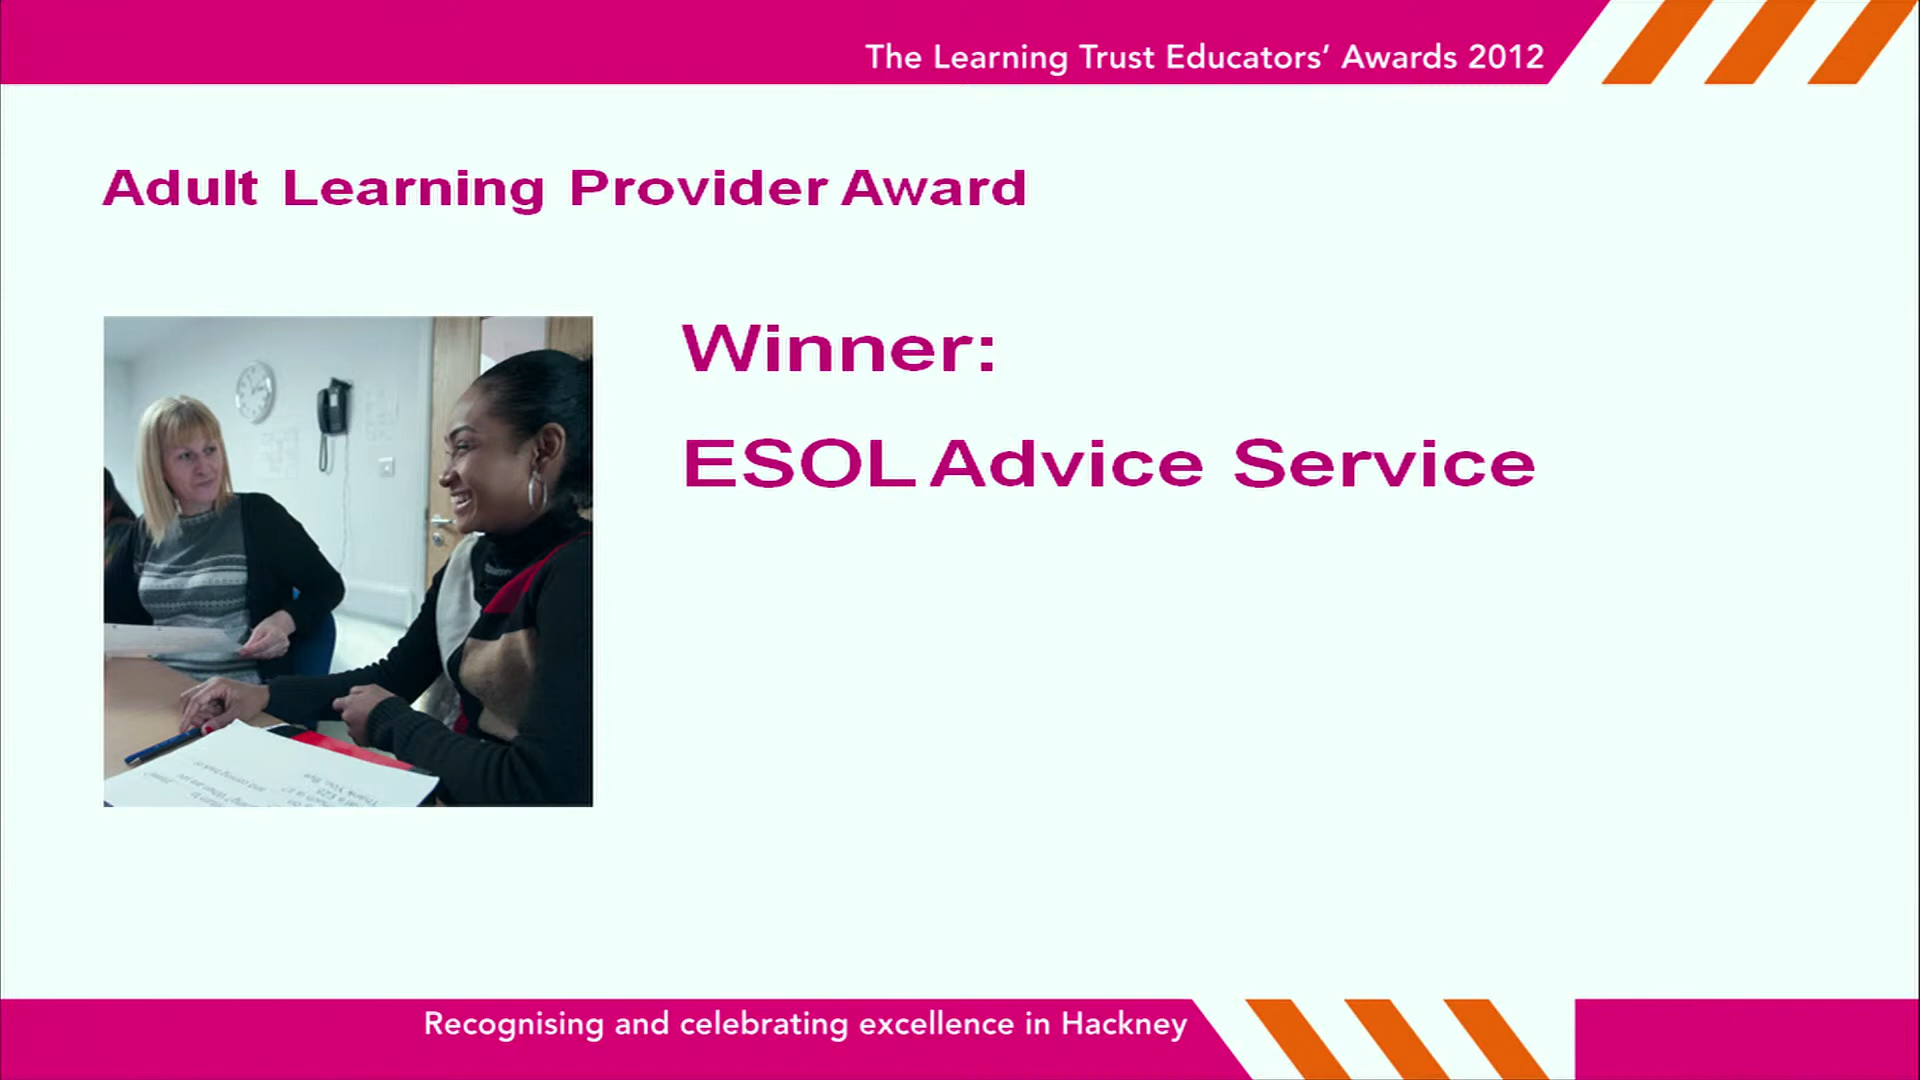 The Learning Trust Educators’ Awards 2012
Adult Learning Provider Award
Winner:
ESOL Advice Service
Recognising and celebrating excellence in Hackney